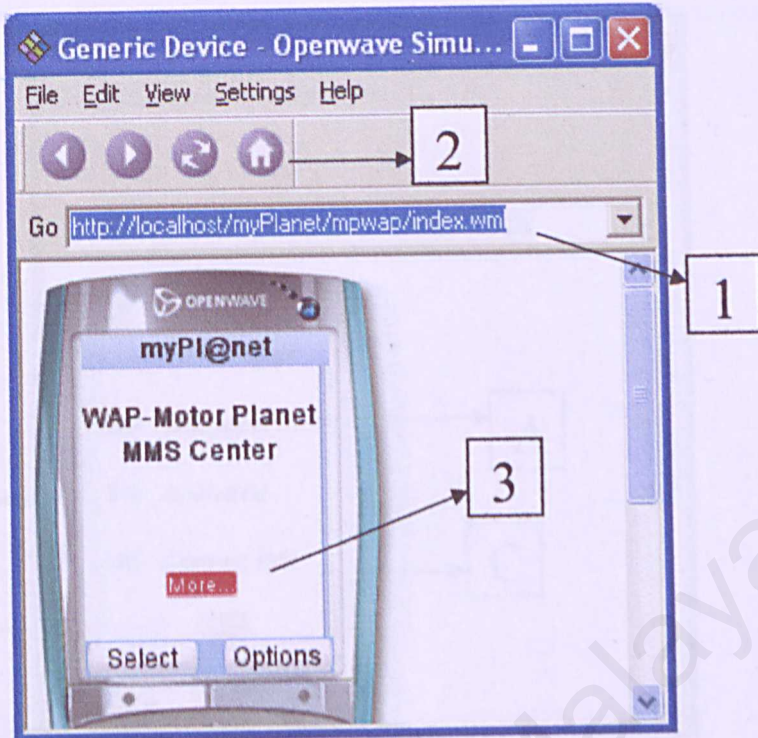 Generic Device - Openwave Simu...
File Edit View Settings Help
2
Go http://localhost/myPlanet/mpwap/index.wml
1
OPENWAVE
myPl@net
WAP-Motor Planet
MMS Center
3
More...
Select Options